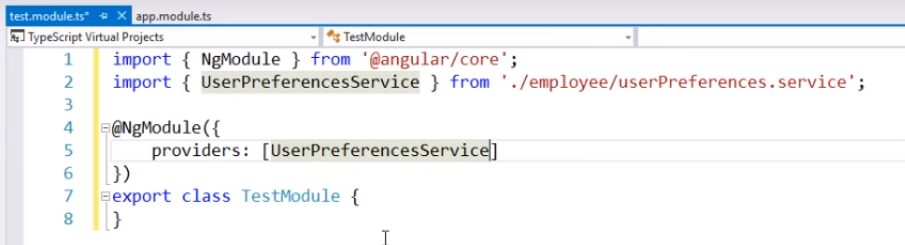 test.module.ts* app.module.ts
TypeScript Virtual Projects TestModule
1 import { NgModule } from '@angular/core';
2 import { UserPreferencesService } from './employee/userPreferences.service';
3
4 @NgModule({
5     providers: [UserPreferencesService]
6 })
7 export class TestModule {
8 }